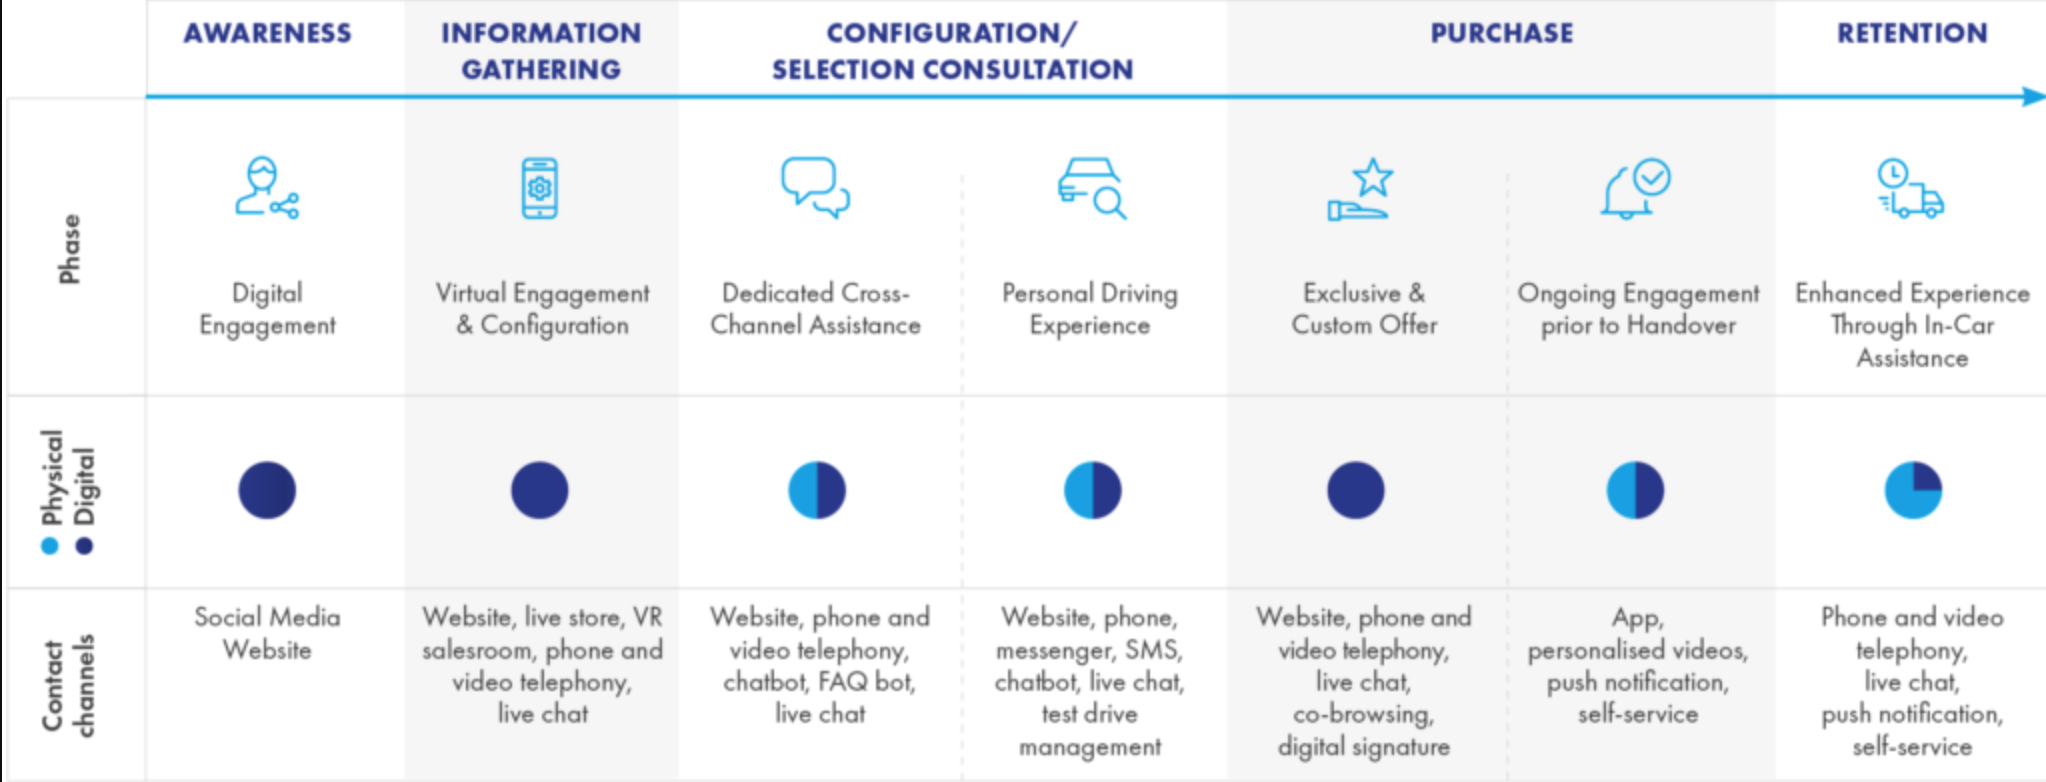 AWARENESS
INFORMATION
GATHERING
CONFIGURATION/
SELECTION CONSULTATION
PURCHASE
RETENTION
Phase
Digital
Engagement
Virtual Engagement
& Configuration
Dedicated Cross-
Channel Assistance
Personal Driving
Experience
Exclusive &
Custom Offer
Ongoing Engagement
prior to Handover
Enhanced Experience
Through In-Car
Assistance
Physical
Digital
Contact
channels
Social Media
Website
Website, live store, VR
salesroom, phone and
video telephony,
live chat
Website, phone and
video telephony,
chatbot, FAQ bot,
live chat
Website, phone,
messenger, SMS,
chatbot, live chat,
test drive
management
Website, phone and
video telephony,
live chat,
co-browsing,
digital signature
App,
personalised videos,
push notification,
self-service
Phone and video
telephony,
live chat,
push notification,
self-service